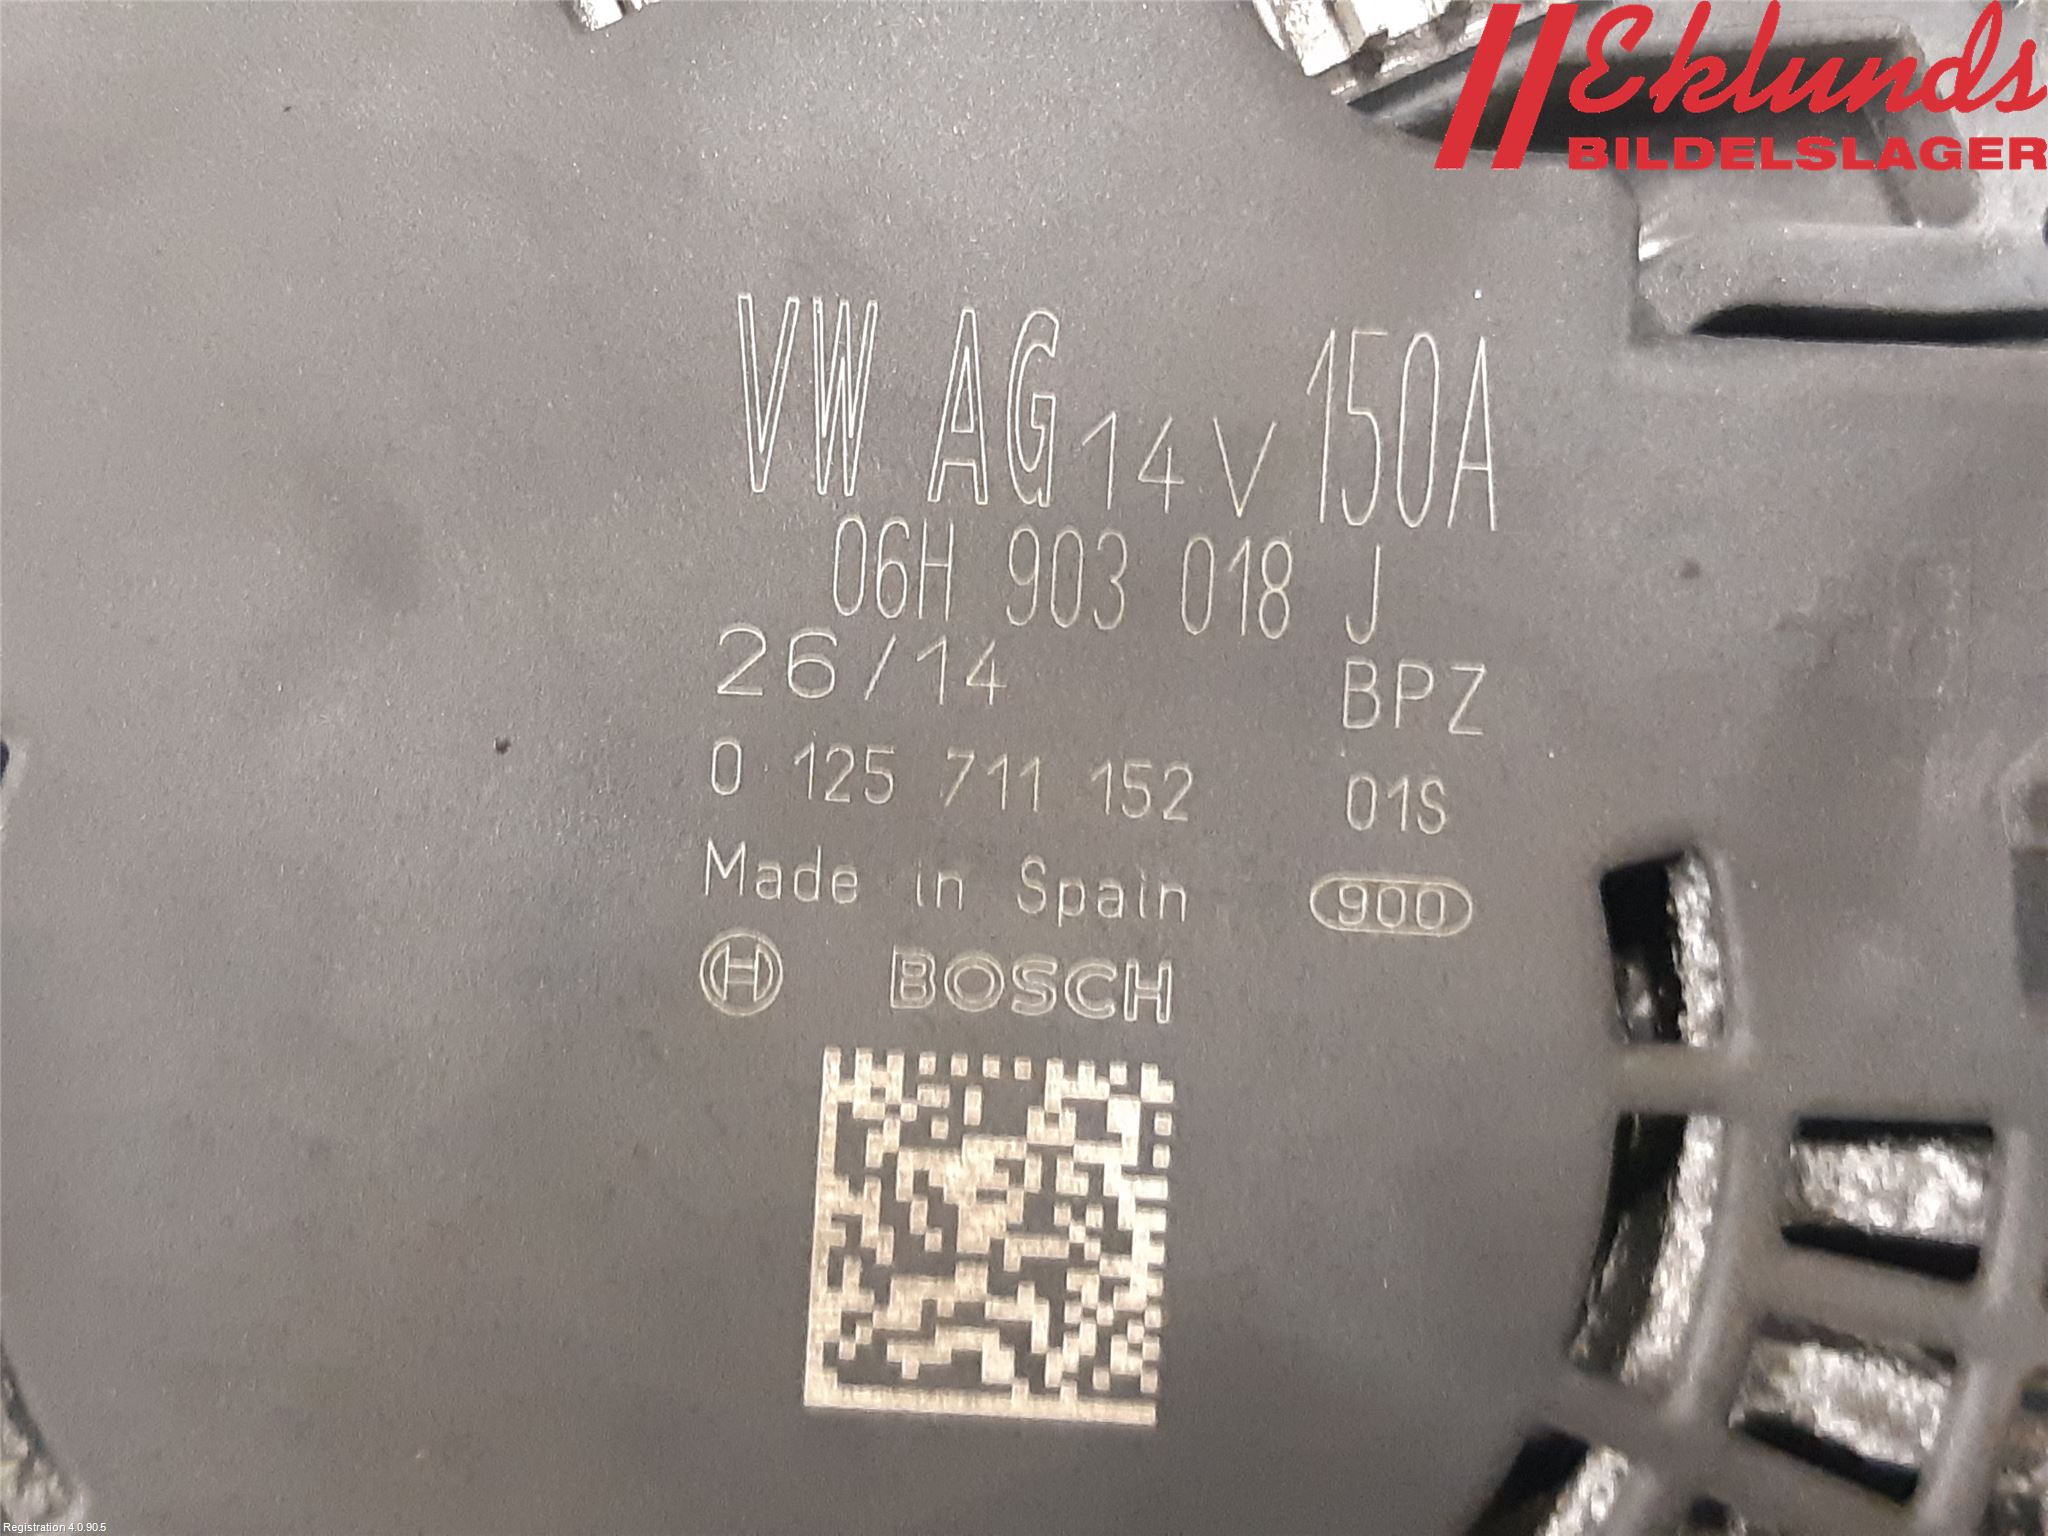 Eklunds
BILDELSLAGER
VW AG 14V 150A
06H 903 018 J
26/14 BPZ
0 125 711 152 01S
Made in Spain 900
H BOSCH
Registration 4.0.90.5